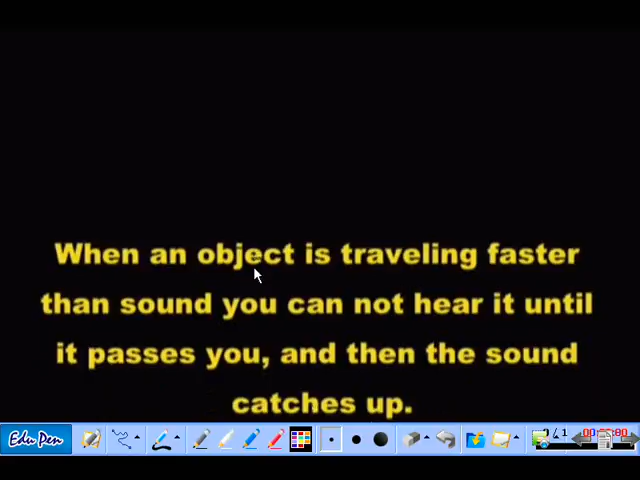 When an object is traveling faster
than sound you can not hear it until
it passes you, and then the sound
catches up.
Edu Pen